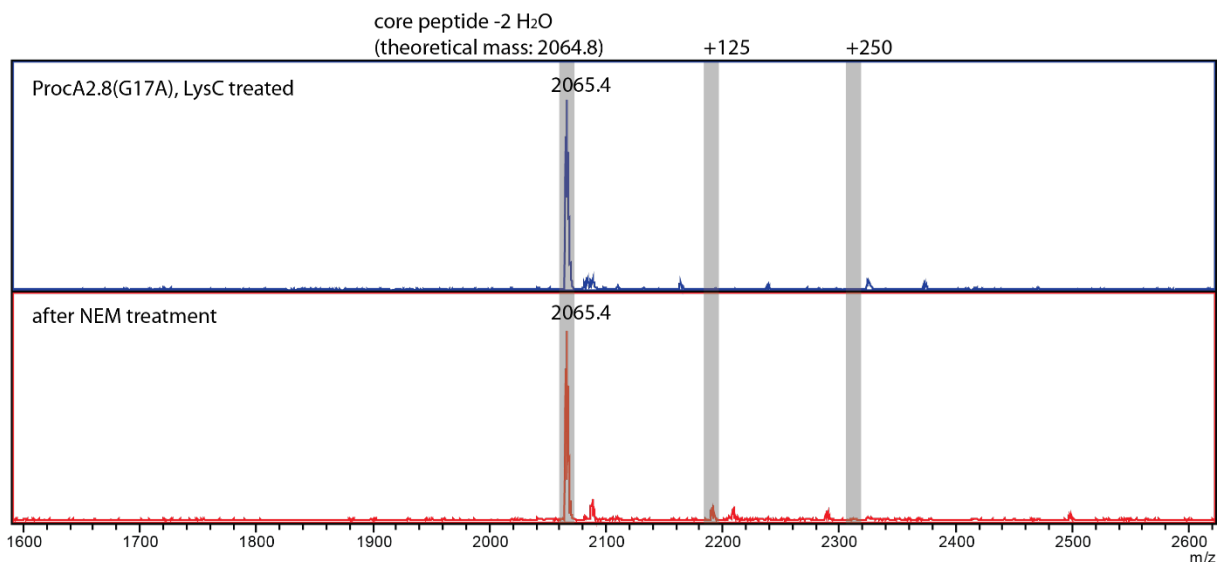 core peptide -2 H₂O
(theoretical mass: 2064.8) +125 +250
ProcA2.8(G17A), LysC treated
2065.4
after NEM treatment
2065.4
1600 1700 1800 1900 2000 2100 2200 2300 2400 2500 2600
m/z